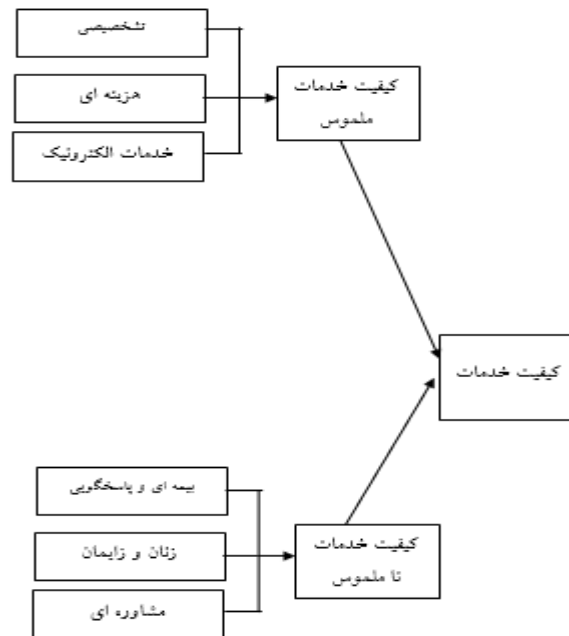 تشخیصی
هزینه ای
خدمات الکترونیک
کیفیت خدمات
ملموس
کیفیت خدمات
بیمه ای و پاسخگویی
زنان و زایمان
مشاوره ای
کیفیت خدمات
تا ملموس